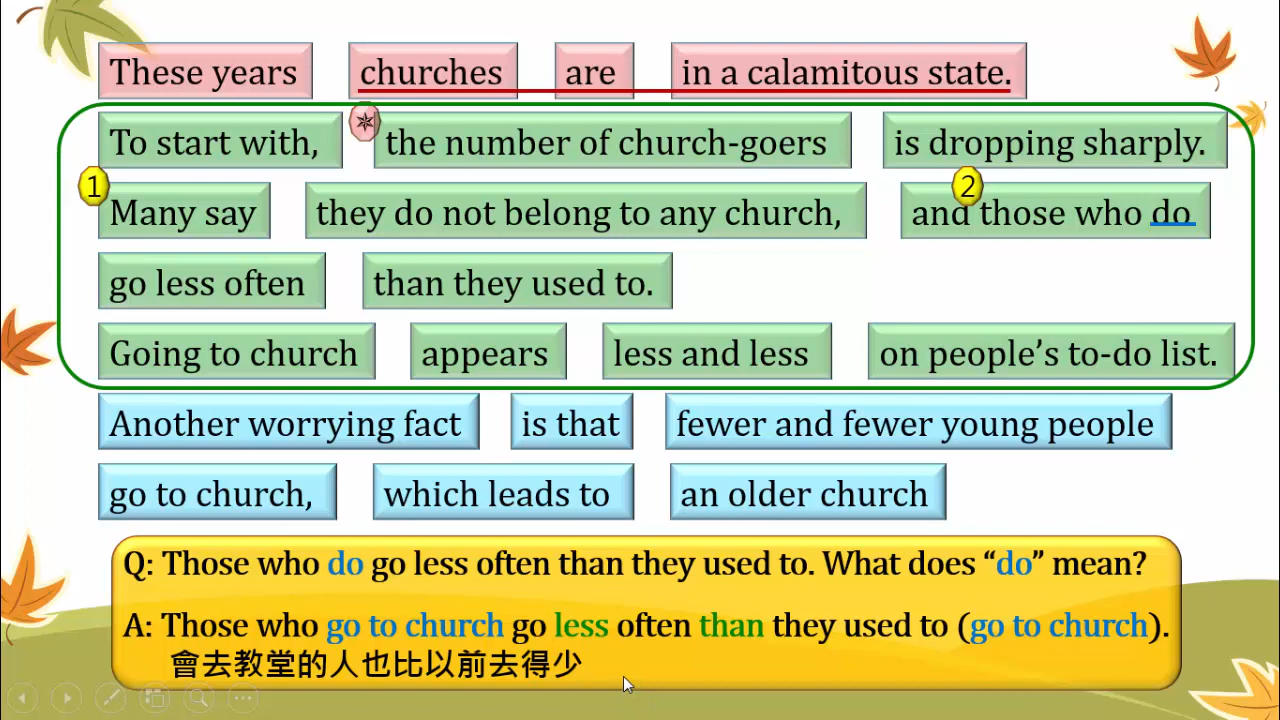 These years churches are in a calamitous state.
To start with, the number of church-goers is dropping sharply.
1 2
Many say they do not belong to any church, and those who do
go less often than they used to.
Going to church appears less and less on people’s to-do list.
Another worrying fact is that fewer and fewer young people
go to church, which leads to an older church
Q: Those who do go less often than they used to. What does “do” mean?
A: Those who go to church go less often than they used to (go to church).
會去教堂的人也比以前去得少